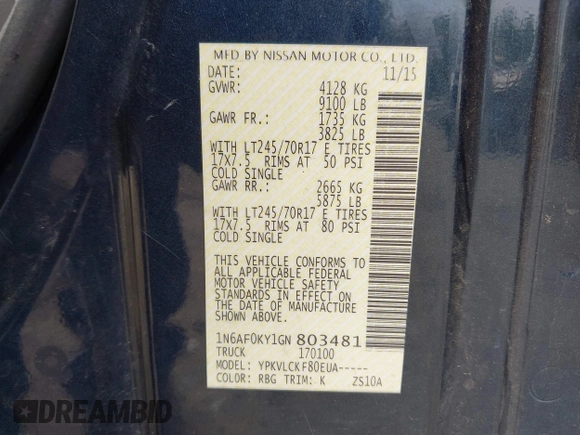 MFD BY NISSAN MOTOR CO., LTD.
DATE: 11/15
GVWR: 4128 KG
9100 LB
GAWR FR.: 1735 KG
3825 LB
WITH LT245/70R17 E TIRES
17X7.5 RIMS AT 50 PSI
COLD SINGLE
GAWR RR.: 2665 KG
5875 LB
WITH LT245/70R17 E TIRES
17X7.5 RIMS AT 80 PSI
COLD SINGLE
THIS VEHICLE CONFORMS TO
ALL APPLICABLE FEDERAL
MOTOR VEHICLE SAFETY
STANDARDS IN EFFECT ON
THE DATE OF MANUFACTURE
SHOWN ABOVE.
1N6AF0KY1GN 803481
TRUCK 170100
MODEL: YPKVLCKF80EUA-----
COLOR: RBG TRIM: K ZS10A
DREAMBID